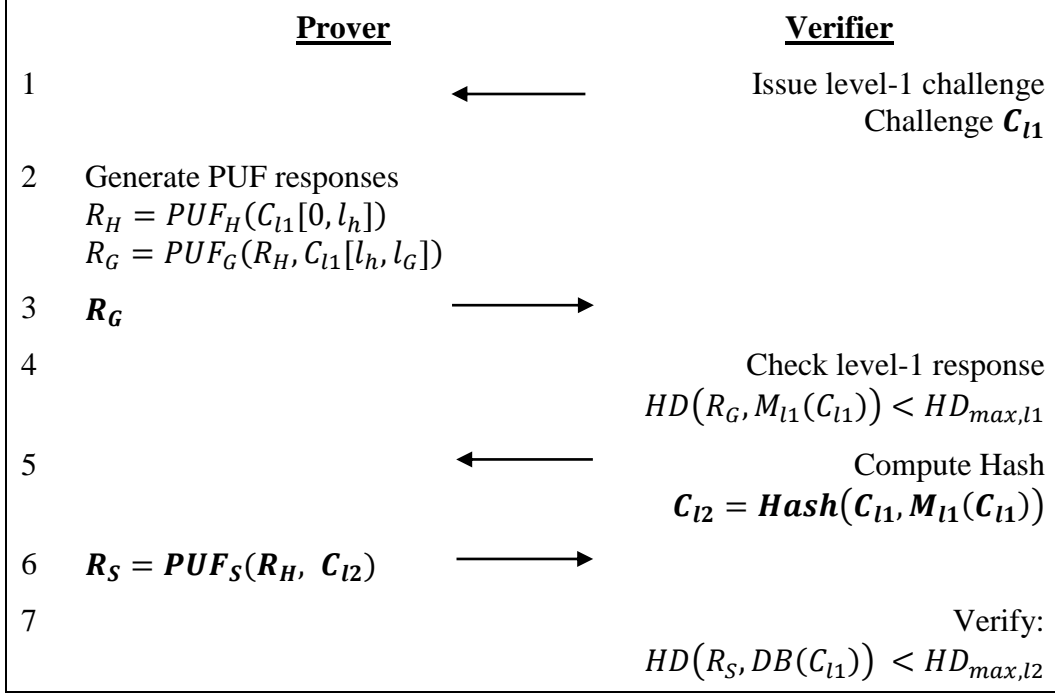 Prover Verifier
1 Issue level-1 challenge
Challenge C_{l1}
2 Generate PUF responses
R_H = PUF_H(C_{l1}[0, l_h])
R_G = PUF_G(R_H, C_{l1}[l_h, l_G])
3 R_G
4 Check level-1 response
HD(R_G, M_{l1}(C_{l1})) < HD_{max,l1}
5 Compute Hash
C_{l2} = Hash(C_{l1}, M_{l1}(C_{l1}))
6 R_S = PUF_S(R_H, C_{l2})
7 Verify:
HD(R_S, DB(C_{l1})) < HD_{max,l2}